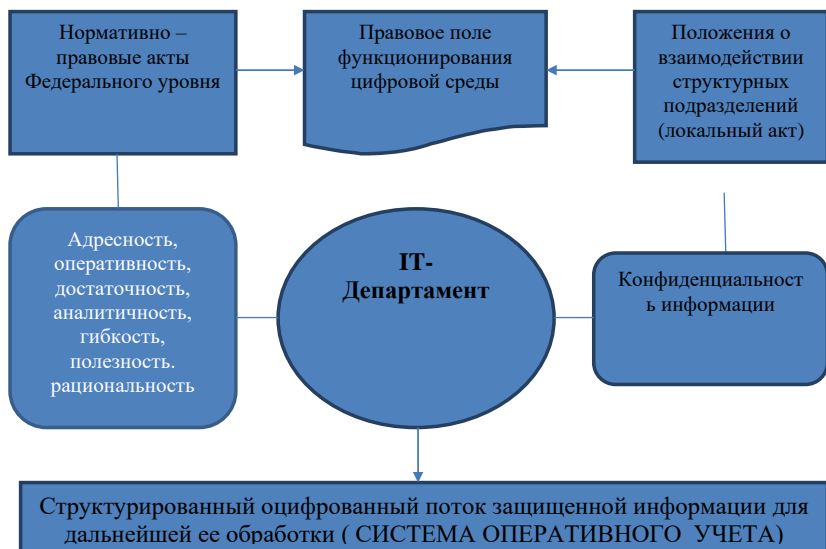 Нормативно –
правовые акты
Федерального уровня
Правовое поле
функционирования
цифровой среды
Положения о
взаимодействии
структурных
подразделений
(локальный акт)
Адресность,
оперативность,
достаточность,
аналитичность,
гибкость,
полезность.
рациональность
IT-
Департамент
Конфиденциальност
ь информации
Структурированный оцифрованный поток защищенной информации для
дальнейшей ее обработки ( СИСТЕМА ОПЕРАТИВНОГО УЧЕТА)